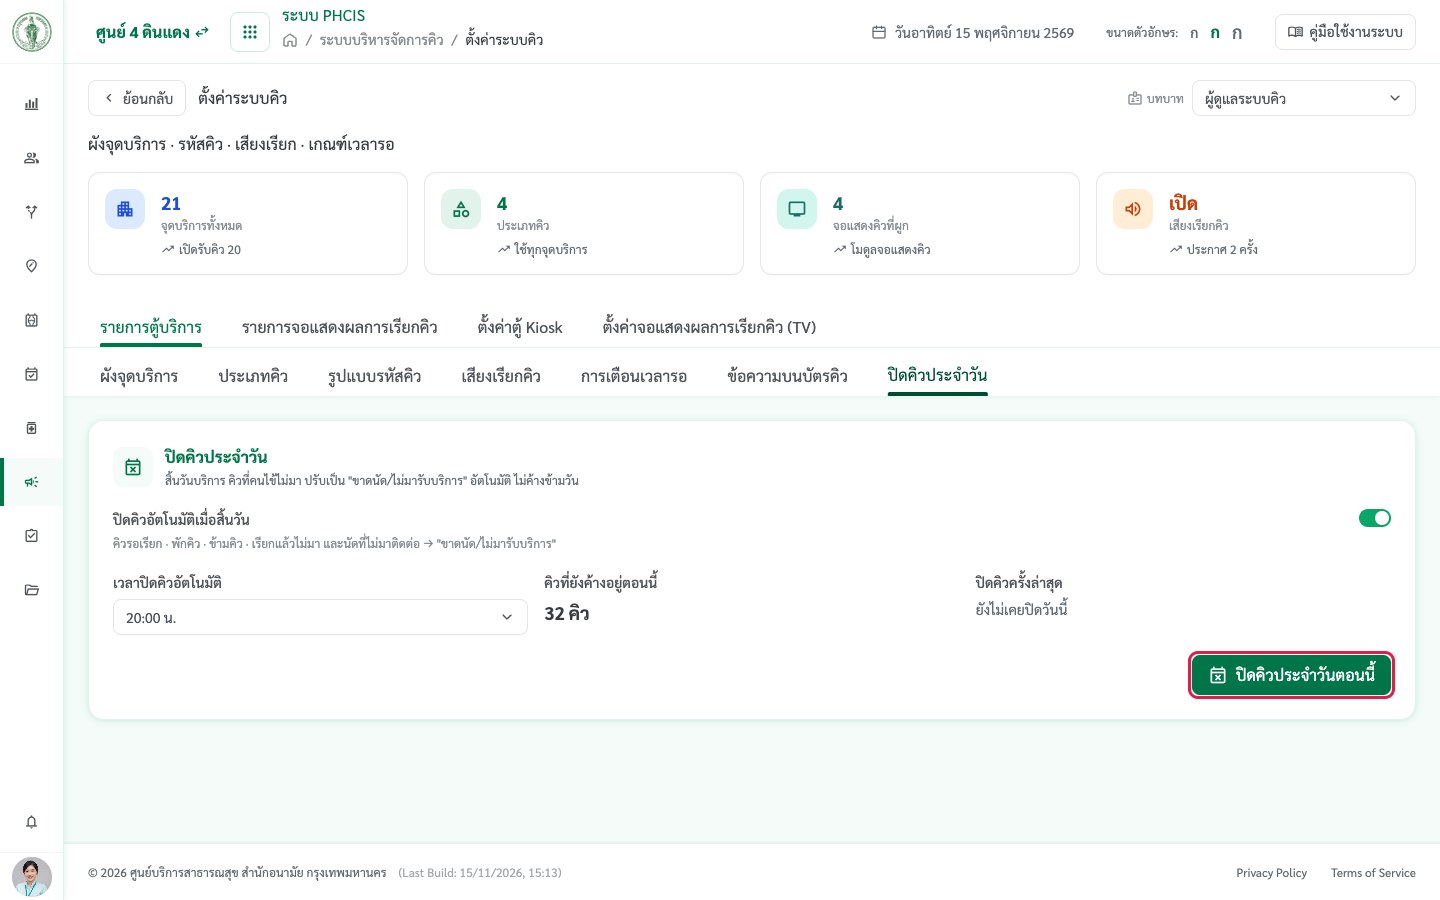 ศูนย์ 4 ดินแดง
ระบบ PHCIS
/ ระบบบริหารจัดการคิว / ตั้งค่าระบบคิว
วันอาทิตย์ 15 พฤศจิกายน 2569
ขนาดตัวอักษร: ก ก ก
คู่มือใช้งานระบบ
ย้อนกลับ
ตั้งค่าระบบคิว
บทบาท
ผู้ดูแลระบบคิว
ผังจุดบริการ · รหัสคิว · เสียงเรียก · เกณฑ์เวลารอ
21
จุดบริการทั้งหมด
เปิดรับคิว 20
4
ประเภทคิว
ใช้ทุกจุดบริการ
4
จอแสดงคิวที่ผูก
โมดูลจอแสดงคิว
เปิด
เสียงเรียกคิว
ประกาศ 2 ครั้ง
รายการตู้บริการ รายการจอแสดงผลการเรียกคิว ตั้งค่าตู้ Kiosk ตั้งค่าจอแสดงผลการเรียกคิว (TV)
ผังจุดบริการ ประเภทคิว รูปแบบรหัสคิว เสียงเรียกคิว การเตือนเวลารอ ข้อความบนบัตรคิว ปิดคิวประจำวัน
ปิดคิวประจำวัน
สิ้นวันบริการ คิวที่คนไข้ไม่มา ปรับเป็น "ขาดนัด/ไม่มารับบริการ" อัตโนมัติ ไม่ค้างข้ามวัน
ปิดคิวอัตโนมัติเมื่อสิ้นวัน
คิวรอเรียก · พักคิว · ข้ามคิว · เรียกแล้วไม่มา และนัดที่ไม่มาติดต่อ → "ขาดนัด/ไม่มารับบริการ"
เวลาปิดคิวอัตโนมัติ
20:00 น.
คิวที่ยังค้างอยู่ตอนนี้
32 คิว
ปิดคิวครั้งล่าสุด
ยังไม่เคยปิดวันนี้
ปิดคิวประจำวันตอนนี้
© 2026 ศูนย์บริการสาธารณสุข สำนักอนามัย กรุงเทพมหานคร (Last Build: 15/11/2026, 15:13)
Privacy Policy Terms of Service